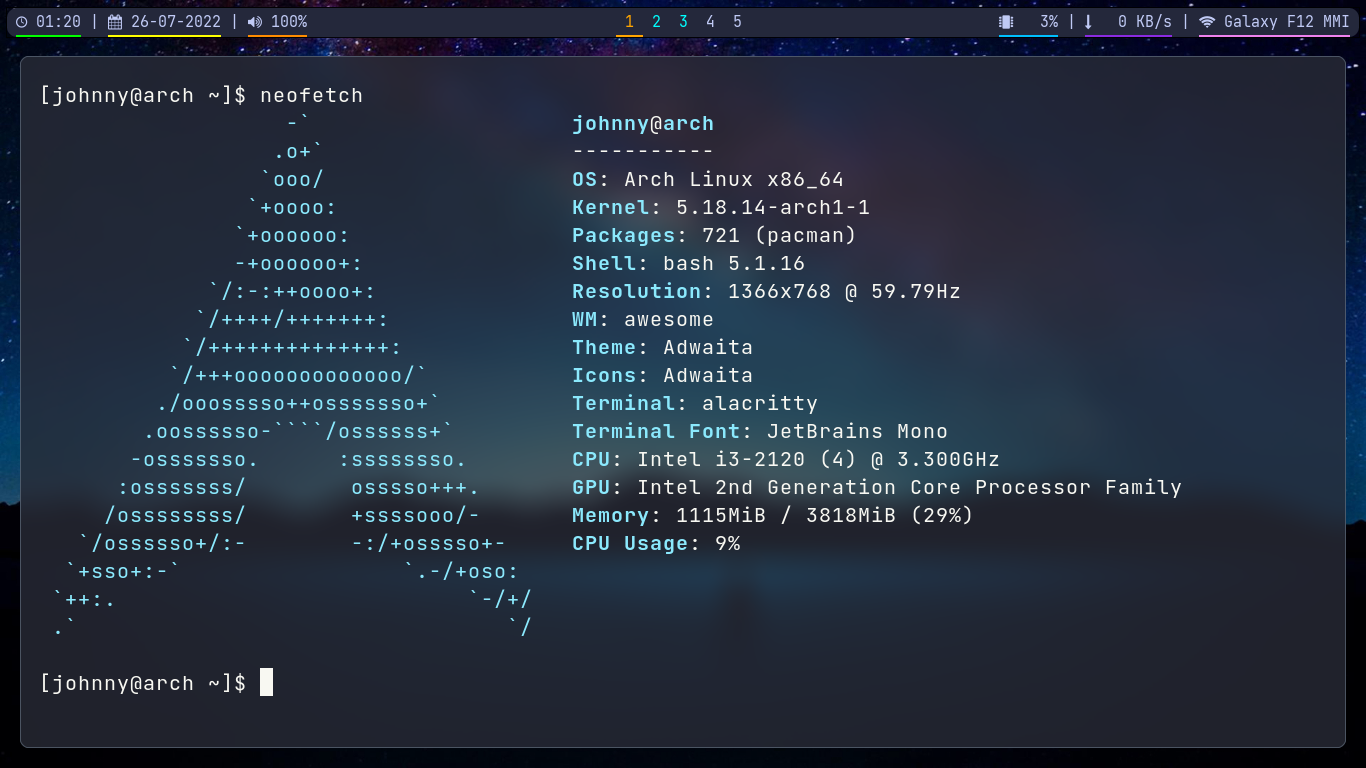 01:20 | 26-07-2022 | 100% 1 2 3 4 5 3% | 0 KB/s | Galaxy F12 MMI
[johnny@arch ~]$ neofetch
                   -`                    johnny@arch
                  .o+`                   -----------
                 `ooo/                   OS: Arch Linux x86_64
                `+oooo:                  Kernel: 5.18.14-arch1-1
               `+oooooo:                 Packages: 721 (pacman)
               -+oooooo+:                Shell: bash 5.1.16
             `/:-:++oooo+:               Resolution: 1366x768 @ 59.79Hz
            `/++++/+++++++:              WM: awesome
           `/++++++++++++++:             Theme: Adwaita
          `/+++ooooooooooooo/`           Icons: Adwaita
         ./ooosssso++osssssso+`          Terminal: alacritty
        .oossssso-````/ossssss+`         Terminal Font: JetBrains Mono
       -osssssso.      :ssssssso.        CPU: Intel i3-2120 (4) @ 3.300GHz
      :osssssss/        osssso+++.       GPU: Intel 2nd Generation Core Processor Family
     /ossssssss/        +ssssooo/-       Memory: 1115MiB / 3818MiB (29%)
   `/ossssso+/:-        -:/+osssso+-     CPU Usage: 9%
  `+sso+:-`                 `.-/+oso:
 `++:.                           `-/+/
 .`                                 `/
[johnny@arch ~]$